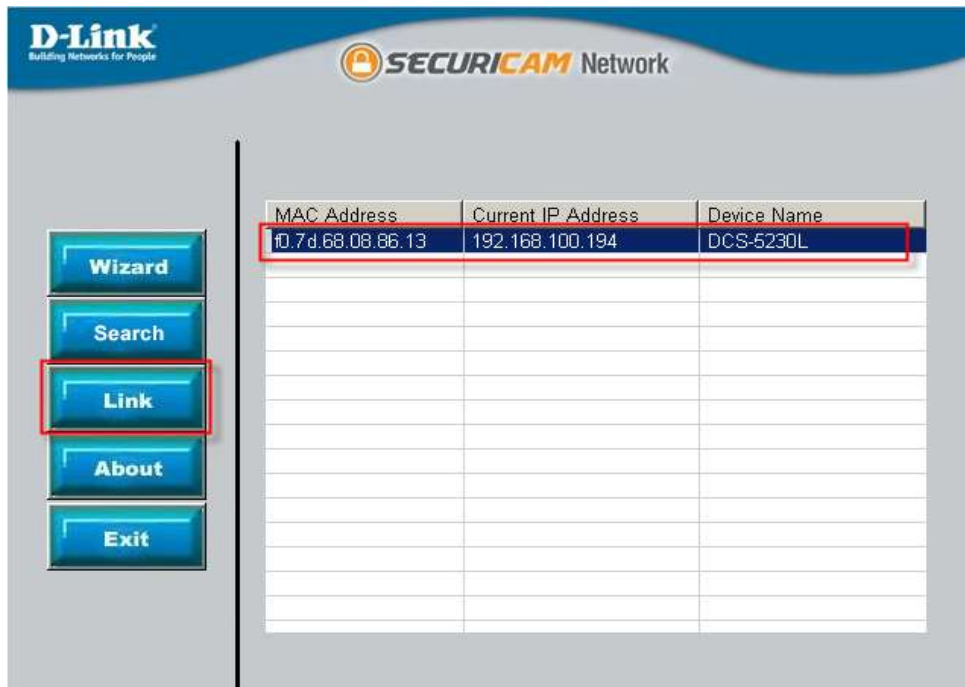 D-Link
Building Networks for People
SECURICAM Network
MAC Address Current IP Address Device Name
f0.7d.68.08.86.13 192.168.100.194 DCS-5230L
Wizard
Search
Link
About
Exit